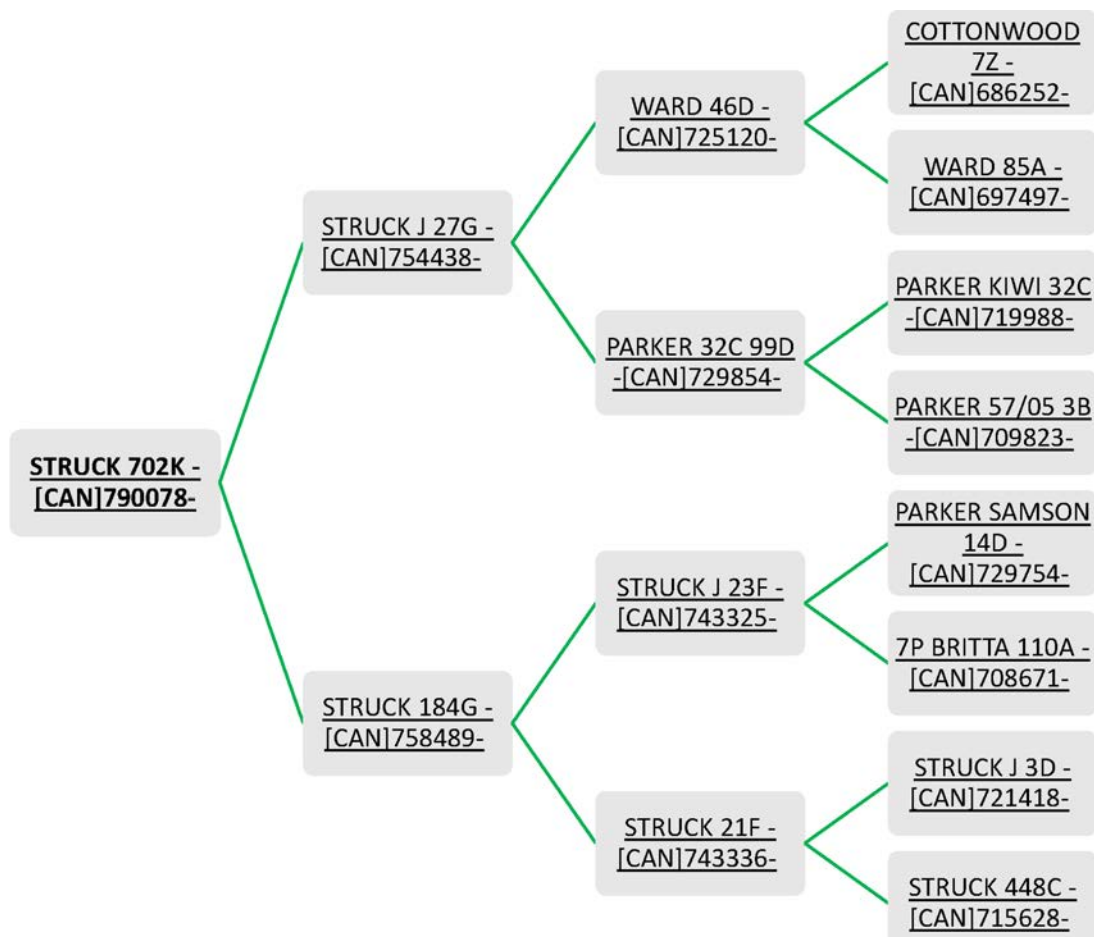 COTTONWOOD
7Z -
[CAN]686252-
WARD 46D -
[CAN]725120-
WARD 85A -
[CAN]697497-
STRUCK J 27G -
[CAN]754438-
PARKER KIWI 32C
-[CAN]719988-
PARKER 32C 99D
-[CAN]729854-
PARKER 57/05 3B
-[CAN]709823-
STRUCK 702K -
[CAN]790078-
PARKER SAMSON
14D -
[CAN]729754-
STRUCK J 23F -
[CAN]743325-
7P BRITTA 110A -
[CAN]708671-
STRUCK 184G -
[CAN]758489-
STRUCK J 3D -
[CAN]721418-
STRUCK 21F -
[CAN]743336-
STRUCK 448C -
[CAN]715628-